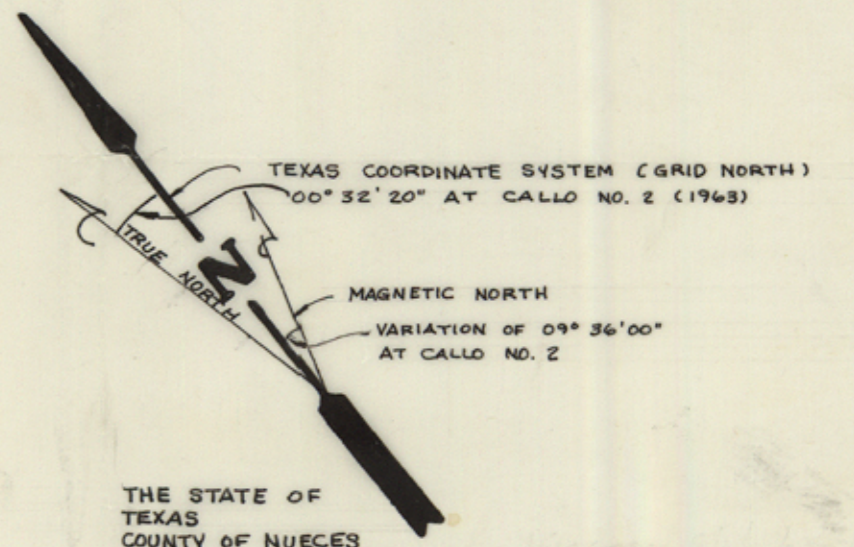 TEXAS COORDINATE SYSTEM (GRID NORTH)
00° 32' 20" AT CALLO NO. 2 (1963)
TRUE NORTH
N
MAGNETIC NORTH
VARIATION OF 09° 36' 00"
AT CALLO NO. 2
THE STATE OF
TEXAS
COUNTY OF NUECES